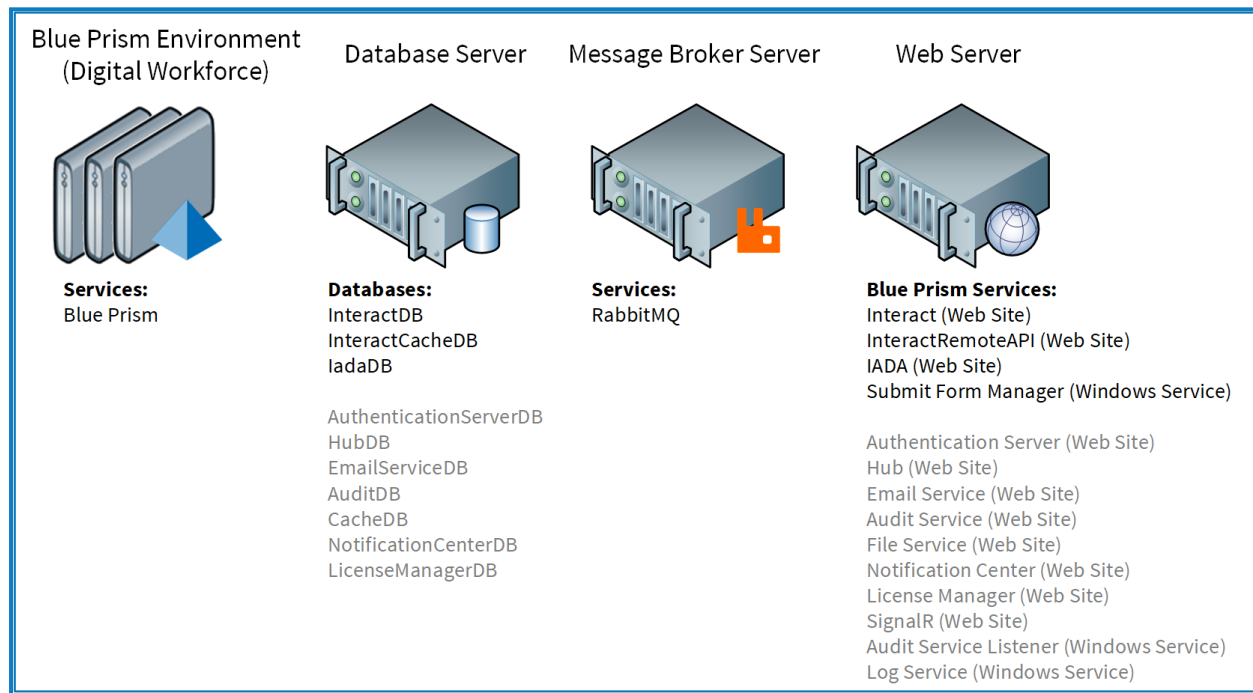 Blue Prism Environment
(Digital Workforce)
Database Server
Message Broker Server
Web Server
Services:
Blue Prism
Databases:
InteractDB
InteractCacheDB
IadaDB
AuthenticationServerDB
HubDB
EmailServiceDB
AuditDB
CacheDB
NotificationCenterDB
LicenseManagerDB
Services:
RabbitMQ
Blue Prism Services:
Interact (Web Site)
InteractRemoteAPI (Web Site)
IADA (Web Site)
Submit Form Manager (Windows Service)
Authentication Server (Web Site)
Hub (Web Site)
Email Service (Web Site)
Audit Service (Web Site)
File Service (Web Site)
Notification Center (Web Site)
License Manager (Web Site)
SignalR (Web Site)
Audit Service Listener (Windows Service)
Log Service (Windows Service)